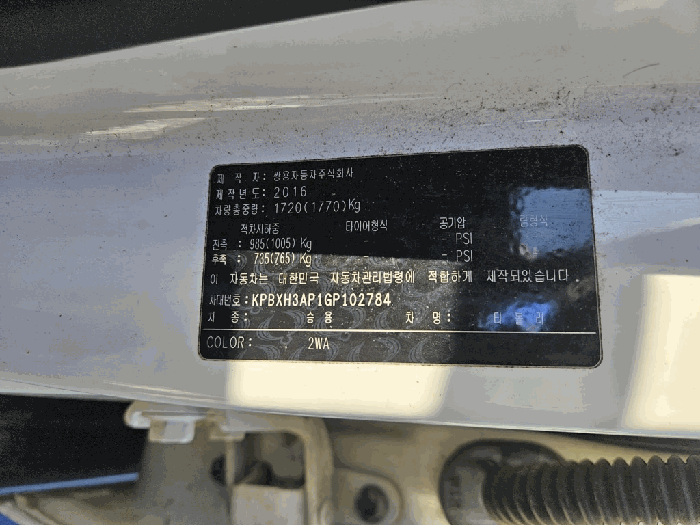 제 작 자: 쌍용자동차주식회사
제작년도: 2016
차량총중량: 1720(1770)Kg
적차시하중 타이어형식 공기압 림형식
전축 : 985(1005) Kg - - PSI
후축 : 735(765) Kg - - PSI
이 자동차는 대한민국 자동차관리법령에 적합하게 제작되었습니다.
차대번호: KPBXH3AP1GP102784
차 종: 승용 차 명: 티볼리
COLOR: 2WA